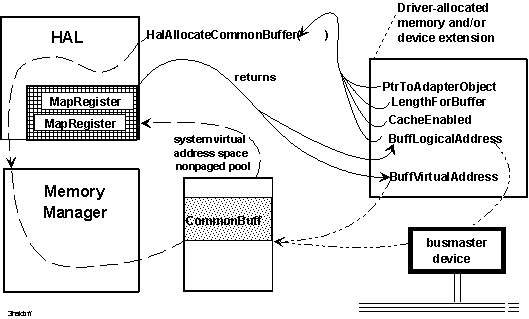 HAL
HalAllocateCommonBuffer( )
Driver-allocated
memory and/or
device extension
MapRegister
MapRegister
returns
PtrToAdapterObject
LengthForBuffer
CacheEnabled
BuffLogicalAddress
BuffVirtualAddress
system virtual
address space
nonpaged pool
Memory
Manager
CommonBuff
busmaster
device